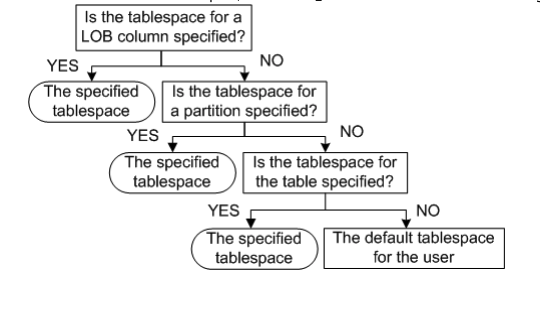 Is the tablespace for a
LOB column specified?
YES
NO
The specified
tablespace
Is the tablespace for
a partition specified?
YES
NO
The specified
tablespace
Is the tablespace for
the table specified?
YES
NO
The specified
tablespace
The default tablespace
for the user